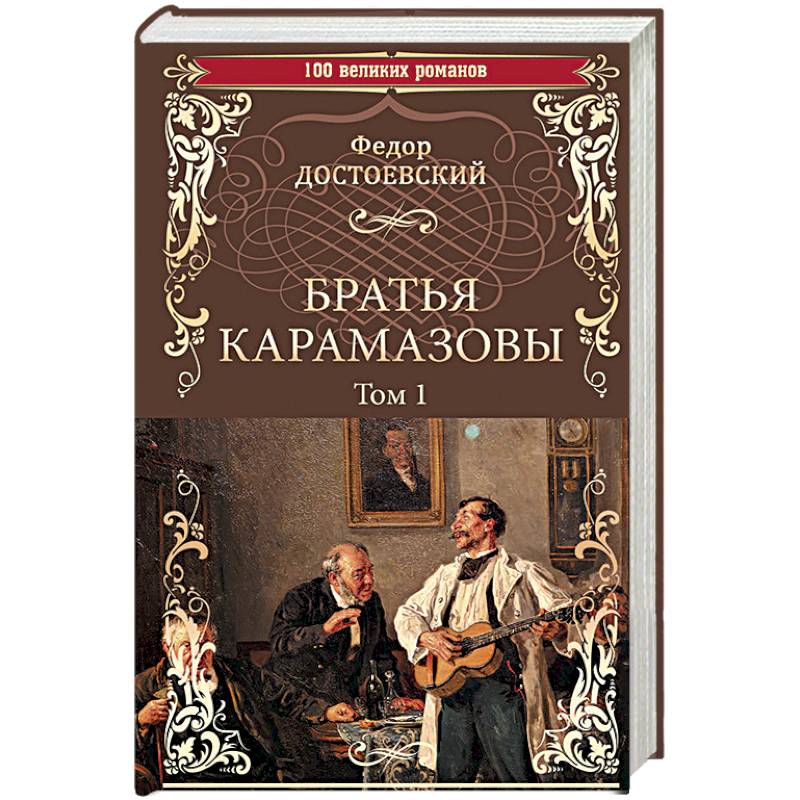 100 великих романов
Федор
ДОСТОЕВСКИЙ
БРАТЬЯ
КАРАМАЗОВЫ
Том 1